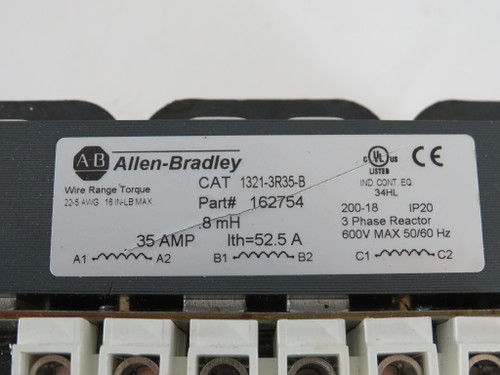 A-B Allen-Bradley
CAT 1321-3R35-B
Wire Range Torque
22-5 AWG 16 IN-LB MAX.
Part# 162754
.8 mH
35 AMP Ith=52.5 A
A1 A2 B1 B2 C1 C2
C UL US CE
LISTED
IND. CONT. EQ.
34HL
200-18 IP20
3 Phase Reactor
600V MAX 50/60 Hz